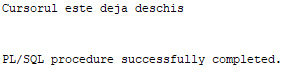 Cursorul este deja deschis
PL/SQL procedure successfully completed.